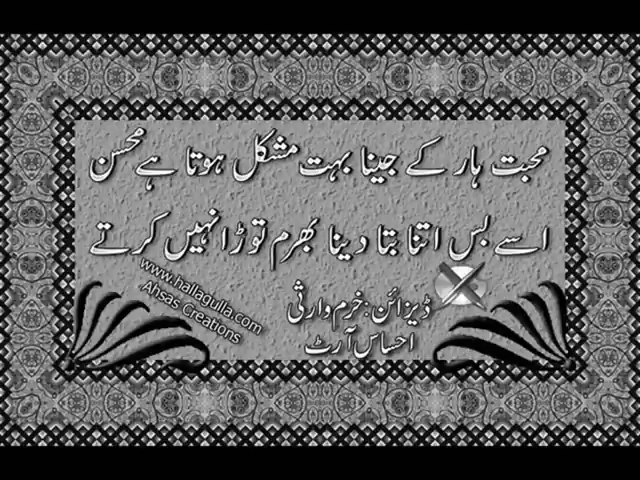 محبت ہار کے جینا بہت مشکل ہوتا ہے محسن
اسے بس اتنا بتا دینا بھرم توڑا نہیں کرتے
ڈیزائن: خرم وارثی
احساس آرٹ
www.hallagulla.com
Ahsas Creations